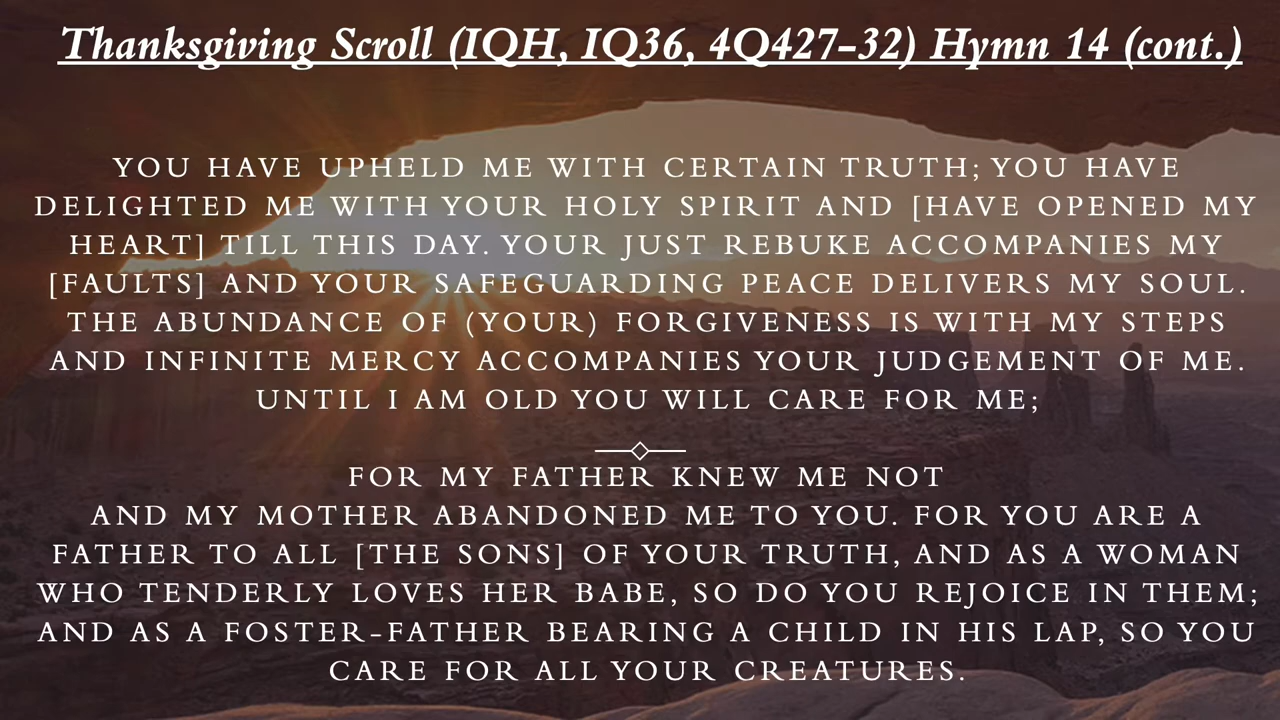 Thanksgiving Scroll (IQH, IQ36, 4Q427-32) Hymn 14 (cont.)
YOU HAVE UPHELD ME WITH CERTAIN TRUTH; YOU HAVE
DELIGHTED ME WITH YOUR HOLY SPIRIT AND [HAVE OPENED MY
HEART] TILL THIS DAY. YOUR JUST REBUKE ACCOMPANIES MY
[FAULTS] AND YOUR SAFEGUARDING PEACE DELIVERS MY SOUL.
THE ABUNDANCE OF (YOUR) FORGIVENESS IS WITH MY STEPS
AND INFINITE MERCY ACCOMPANIES YOUR JUDGEMENT OF ME.
UNTIL I AM OLD YOU WILL CARE FOR ME;
FOR MY FATHER KNEW ME NOT
AND MY MOTHER ABANDONED ME TO YOU. FOR YOU ARE A
FATHER TO ALL [THE SONS] OF YOUR TRUTH, AND AS A WOMAN
WHO TENDERLY LOVES HER BABE, SO DO YOU REJOICE IN THEM;
AND AS A FOSTER-FATHER BEARING A CHILD IN HIS LAP, SO YOU
CARE FOR ALL YOUR CREATURES.